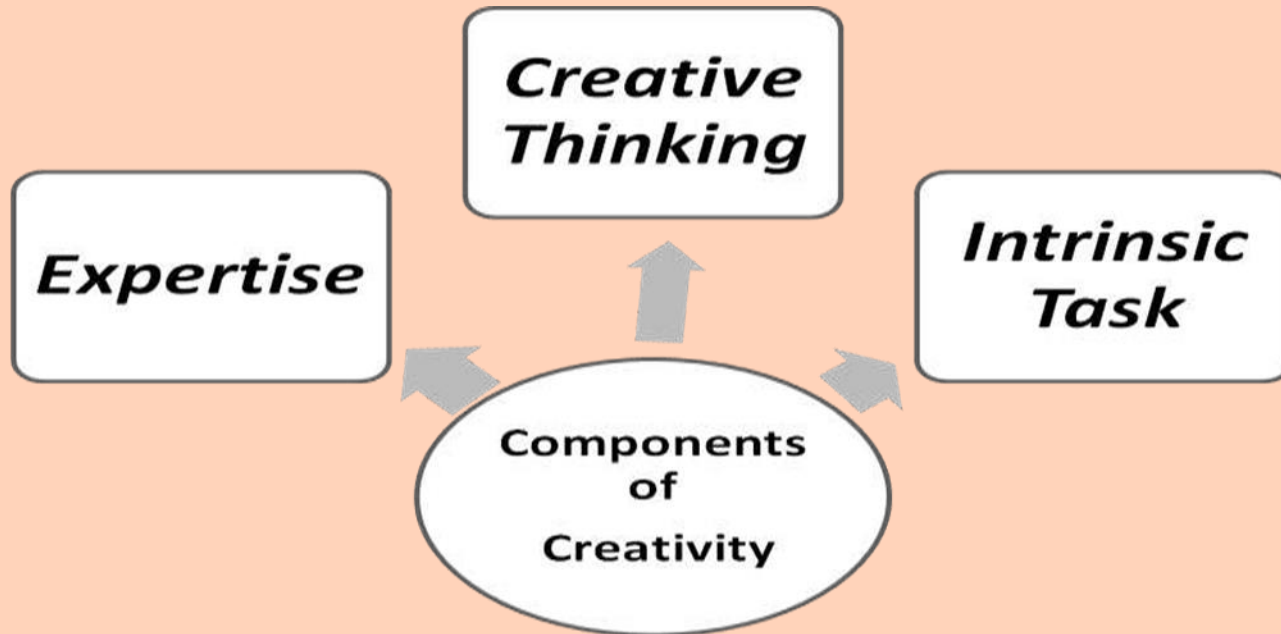 Creative
Thinking
Expertise
Intrinsic
Task
Components
of
Creativity